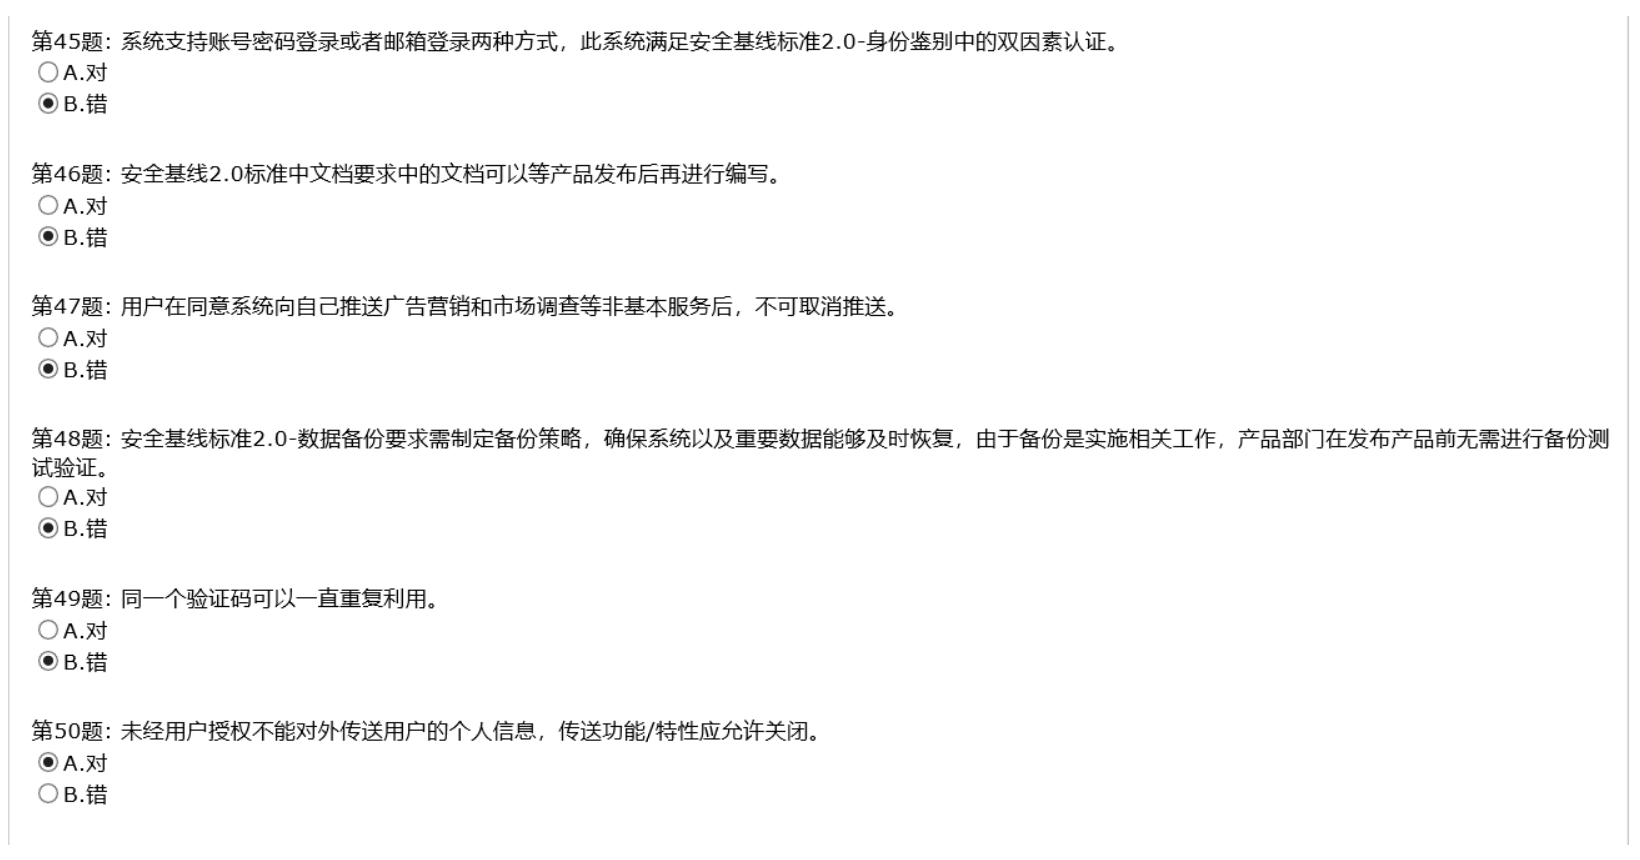 第45题：系统支持账号密码登录或者邮箱登录两种方式，此系统满足安全基线标准2.0-身份鉴别中的双因素认证。
A.对
B.错
第46题：安全基线2.0标准中文档要求中的文档可以等产品发布后再进行编写。
A.对
B.错
第47题：用户在同意系统向自己推送广告营销和市场调查等非基本服务后，不可取消推送。
A.对
B.错
第48题：安全基线标准2.0-数据备份要求需制定备份策略，确保系统以及重要数据能够及时恢复，由于备份是实施相关工作，产品部门在发布产品前无需进行备份测
试验证。
A.对
B.错
第49题：同一个验证码可以一直重复利用。
A.对
B.错
第50题：未经用户授权不能对外传送用户的个人信息，传送功能/特性应允许关闭。
A.对
B.错